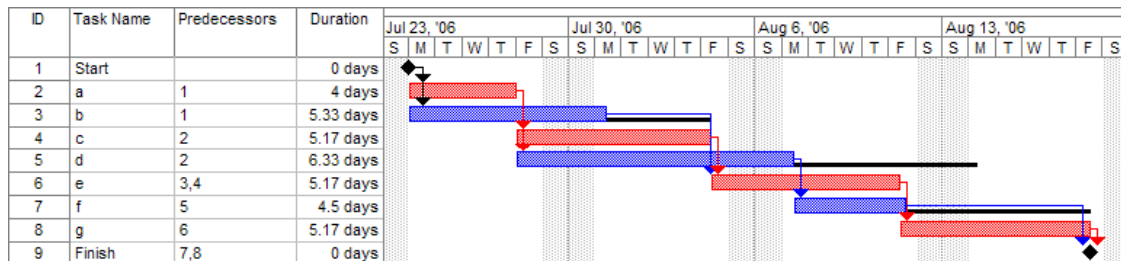 ID Task Name Predecessors Duration Jul 23, '06 Jul 30, '06 Aug 6, '06 Aug 13, '06
S M T W T F S S M T W T F S S M T W T F S S M T W T F S
1 Start 0 days
2 a 1 4 days
3 b 1 5.33 days
4 c 2 5.17 days
5 d 2 6.33 days
6 e 3,4 5.17 days
7 f 5 4.5 days
8 g 6 5.17 days
9 Finish 7,8 0 days